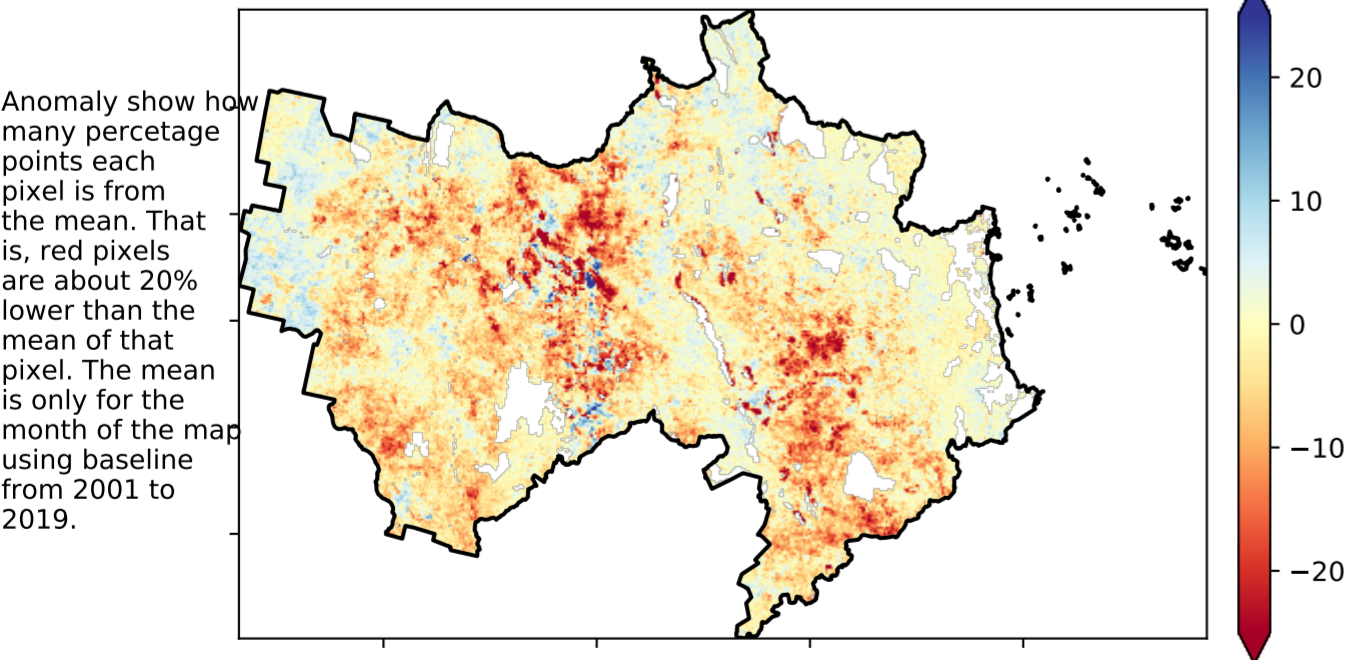 Anomaly show how
many percetage
points each
pixel is from
the mean. That
is, red pixels
are about 20%
lower than the
mean of that
pixel. The mean
is only for the
month of the map
using baseline
from 2001 to
2019.
20
10
0
−10
−20